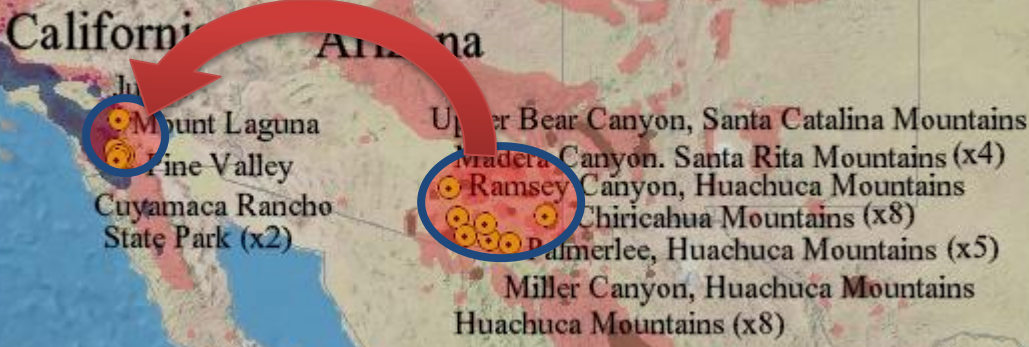 California Arizona
Upper Bear Canyon, Santa Catalina Mountains
Mount Laguna
Madera Canyon. Santa Rita Mountains (x4)
Pine Valley
Ramsey Canyon, Huachuca Mountains
Cuyamaca Rancho
State Park (x2)
Chiricahua Mountains (x8)
Palmerlee, Huachuca Mountains (x5)
Miller Canyon, Huachuca Mountains
Huachuca Mountains (x8)